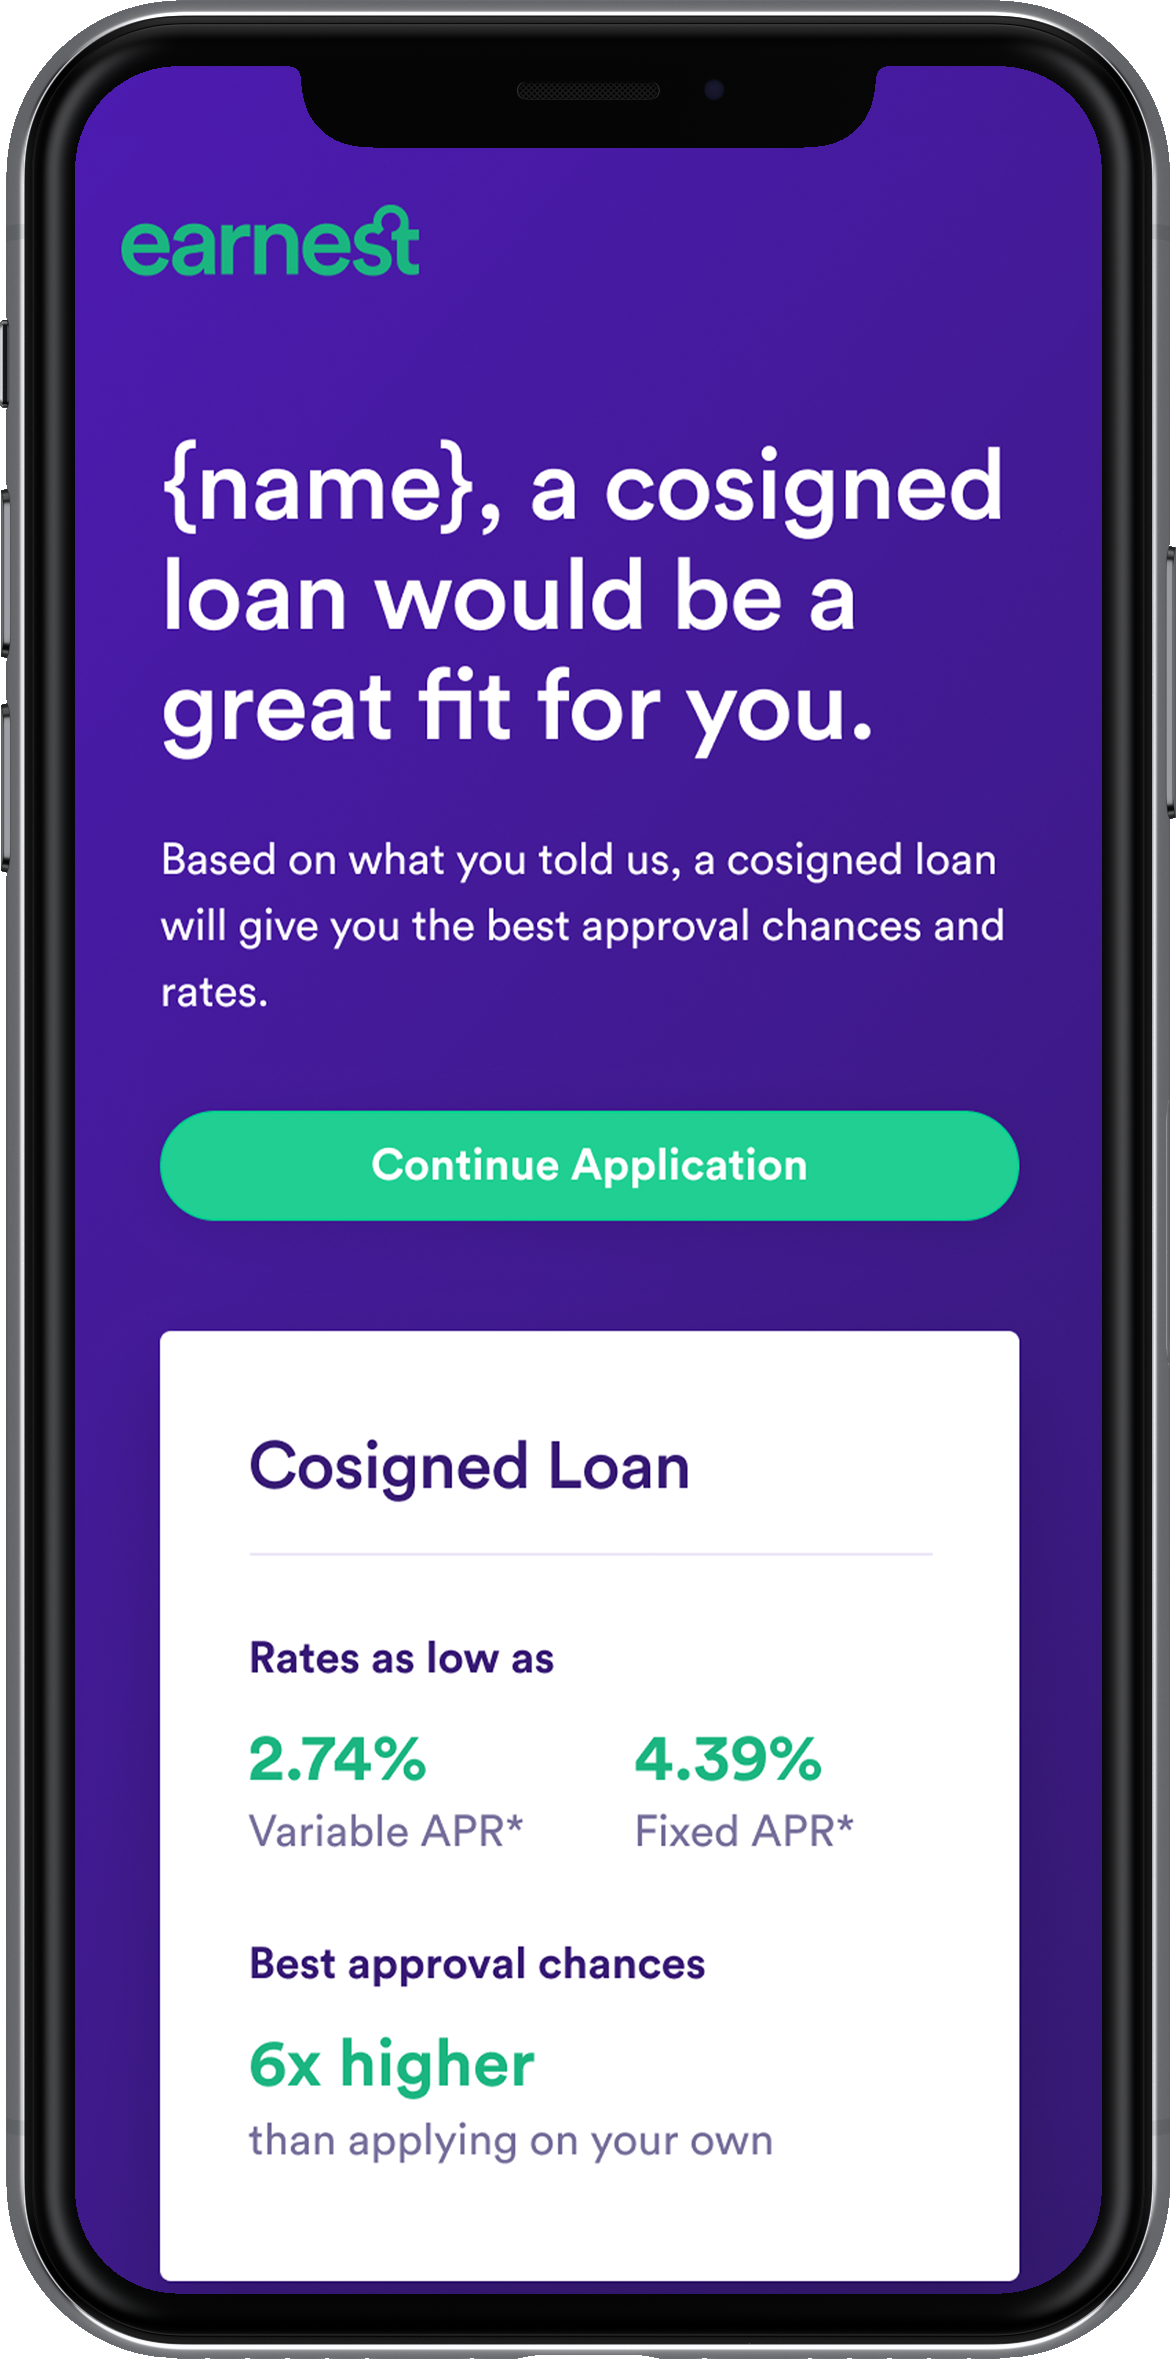 earnest
{name}, a cosigned
loan would be a
great fit for you.
Based on what you told us, a cosigned loan
will give you the best approval chances and
rates.
Continue Application
Cosigned Loan
Rates as low as
2.74% 4.39%
Variable APR* Fixed APR*
Best approval chances
6x higher
than applying on your own